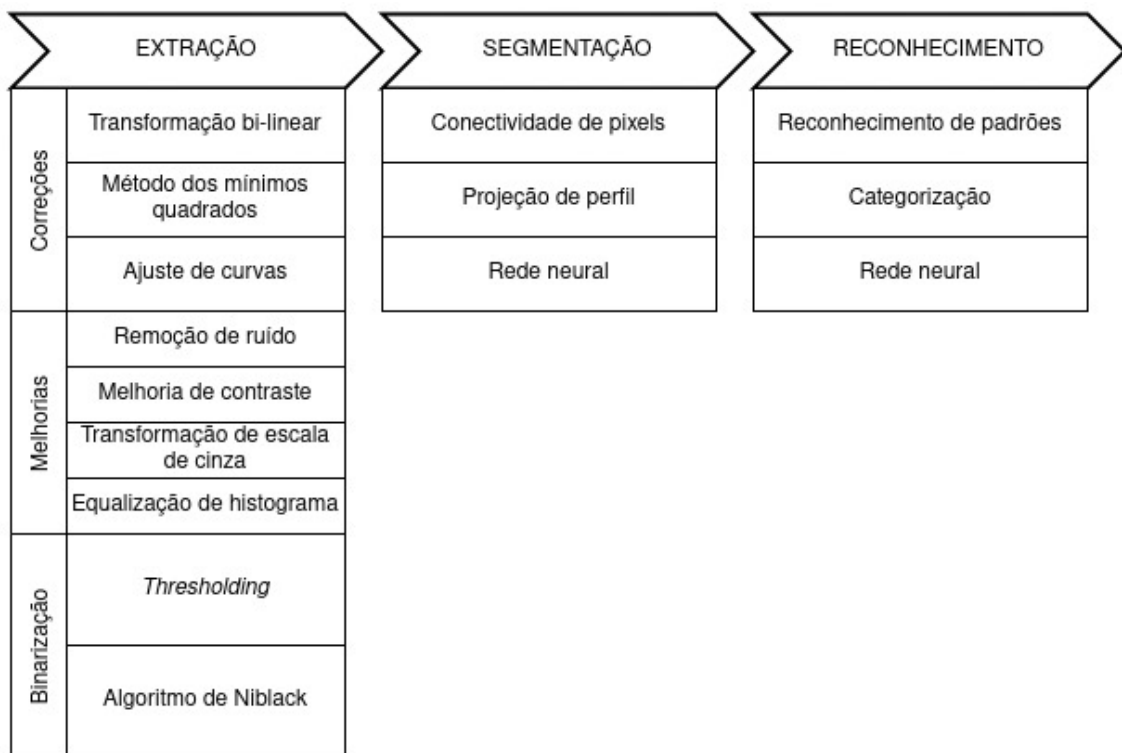 EXTRAÇÃO
SEGMENTAÇÃO
RECONHECIMENTO
Correções
Transformação bi-linear
Método dos mínimos
quadrados
Ajuste de curvas
Melhorias
Remoção de ruído
Melhoria de contraste
Transformação de escala
de cinza
Equalização de histograma
Binarização
Thresholding
Algoritmo de Niblack
Conectividade de pixels
Projeção de perfil
Rede neural
Reconhecimento de padrões
Categorização
Rede neural